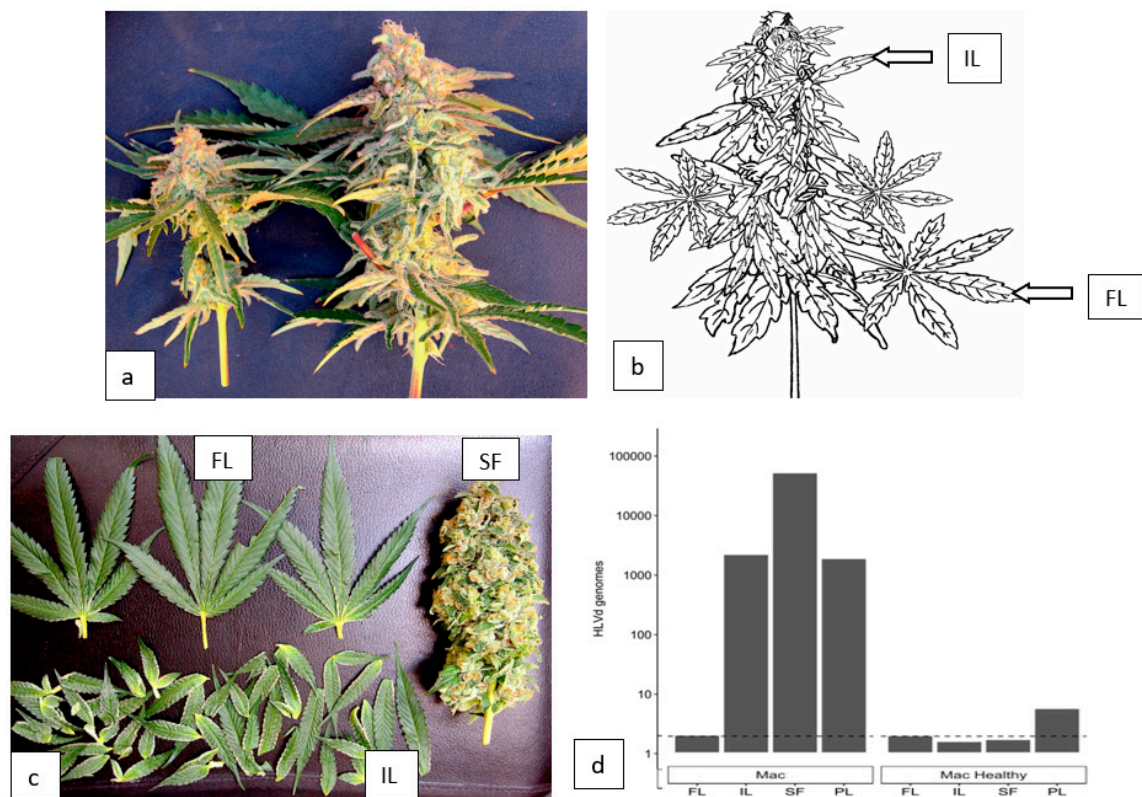 a
IL
FL
b
FL
SF
c
IL
100000
10000
1000
100
10
1
HLVd genomes
Mac
Mac Healthy
FL IL SF PL FL IL SF PL
d